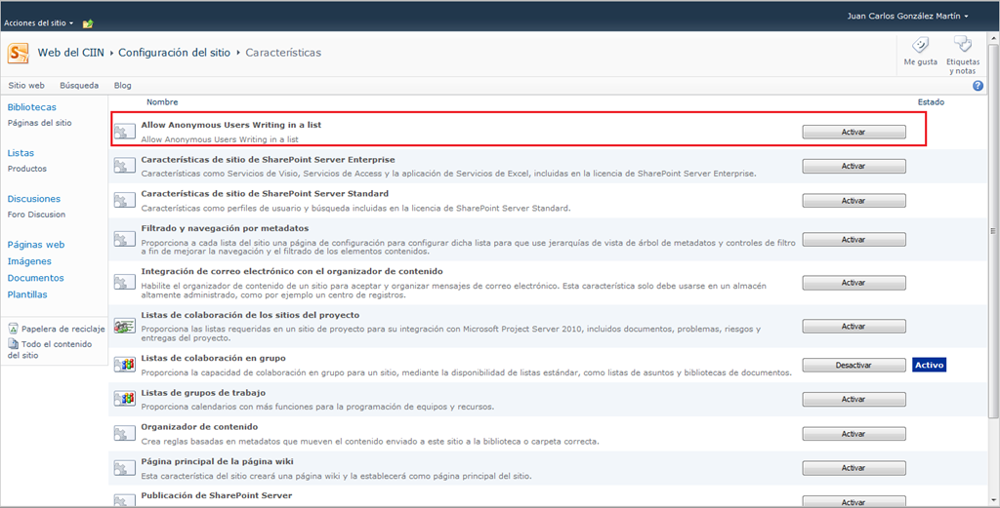 Acciones del sitio
Juan Carlos González Martín
Web del CIIN
Configuración del sitio
Características
Me gusta
Etiquetas
y notas
Sitio web
Búsqueda
Blog
Bibliotecas
Páginas del sitio
Listas
Productos
Discusiones
Foro Discusion
Páginas web
Imágenes
Documentos
Plantillas
Papelera de reciclaje
Todo el contenido
del sitio
Nombre
Estado
Allow Anonymous Users Writing in a list
Allow Anonymous Users Writing in a list
Activar
Características de sitio de SharePoint Server Enterprise
Características como Servicios de Visio, Servicios de Access y la aplicación de Servicios de Excel, incluidas en la licencia de SharePoint Server Enterprise.
Activar
Características de sitio de SharePoint Server Standard
Características como perfiles de usuario y búsqueda incluidas en la licencia de SharePoint Server Standard.
Activar
Filtrado y navegación por metadatos
Proporciona a cada lista del sitio una página de configuración para configurar dicha lista para que use jerarquías de vista de árbol de metadatos y controles de filtro
a fin de mejorar la navegación y el filtrado de los elementos contenidos.
Activar
Integración de correo electrónico con el organizador de contenido
Habilite el organizador de contenido de un sitio para aceptar y organizar mensajes de correo electrónico. Esta característica solo debe usarse en un almacén
altamente administrado, como por ejemplo un centro de registros.
Activar
Listas de colaboración de los sitios del proyecto
Proporciona las listas requeridas en un sitio de proyecto para su integración con Microsoft Project Server 2010, incluidos documentos, problemas, riesgos y
entregas del proyecto.
Activar
Listas de colaboración en grupo
Proporciona la capacidad de colaboración en grupo para un sitio, mediante la disponibilidad de listas estándar, como listas de asuntos y bibliotecas de documentos.
Desactivar
Activo
Listas de grupos de trabajo
Proporciona calendarios con más funciones para la programación de equipos y recursos.
Activar
Organizador de contenido
Crea reglas basadas en metadatos que mueven el contenido enviado a este sitio a la biblioteca o carpeta correcta.
Activar
Página principal de la página wiki
Esta característica del sitio creará una página wiki y la establecerá como página principal del sitio.
Activar
Publicación de SharePoint Server
Activar